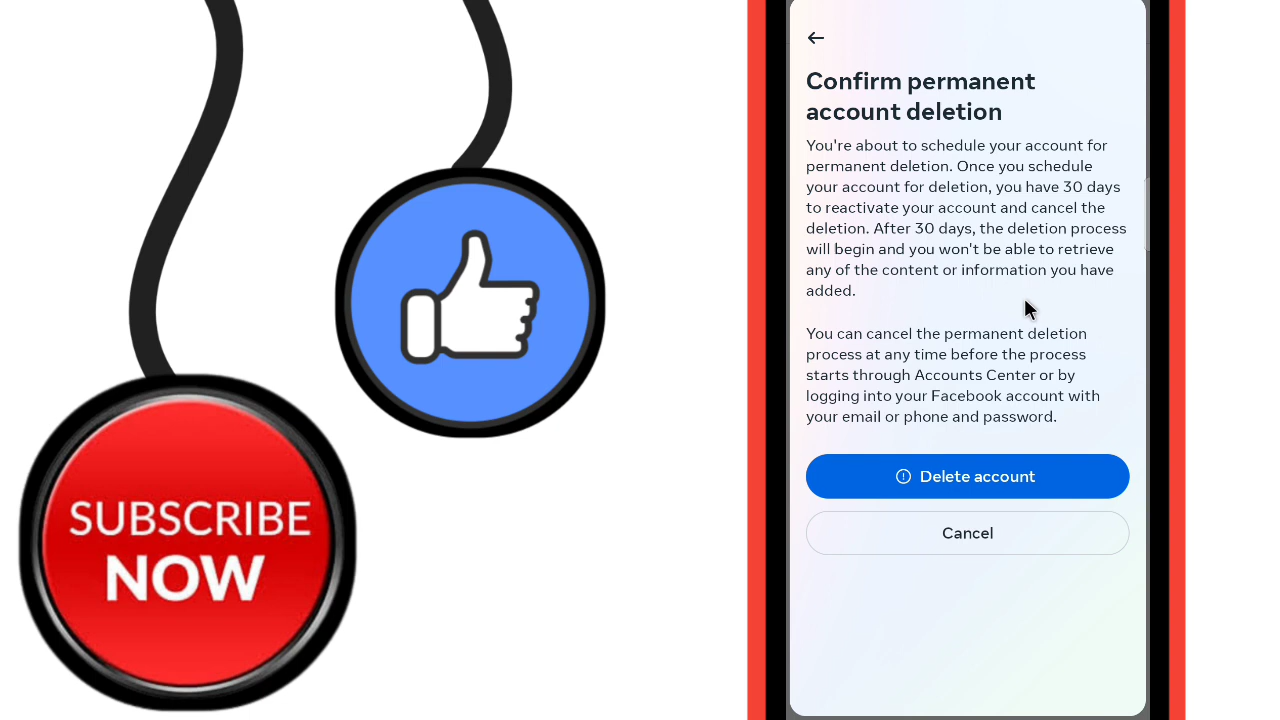 SUBSCRIBE
NOW
Confirm permanent
account deletion
You're about to schedule your account for
permanent deletion. Once you schedule
your account for deletion, you have 30 days
to reactivate your account and cancel the
deletion. After 30 days, the deletion process
will begin and you won't be able to retrieve
any of the content or information you have
added.
You can cancel the permanent deletion
process at any time before the process
starts through Accounts Center or by
logging into your Facebook account with
your email or phone and password.
Delete account
Cancel